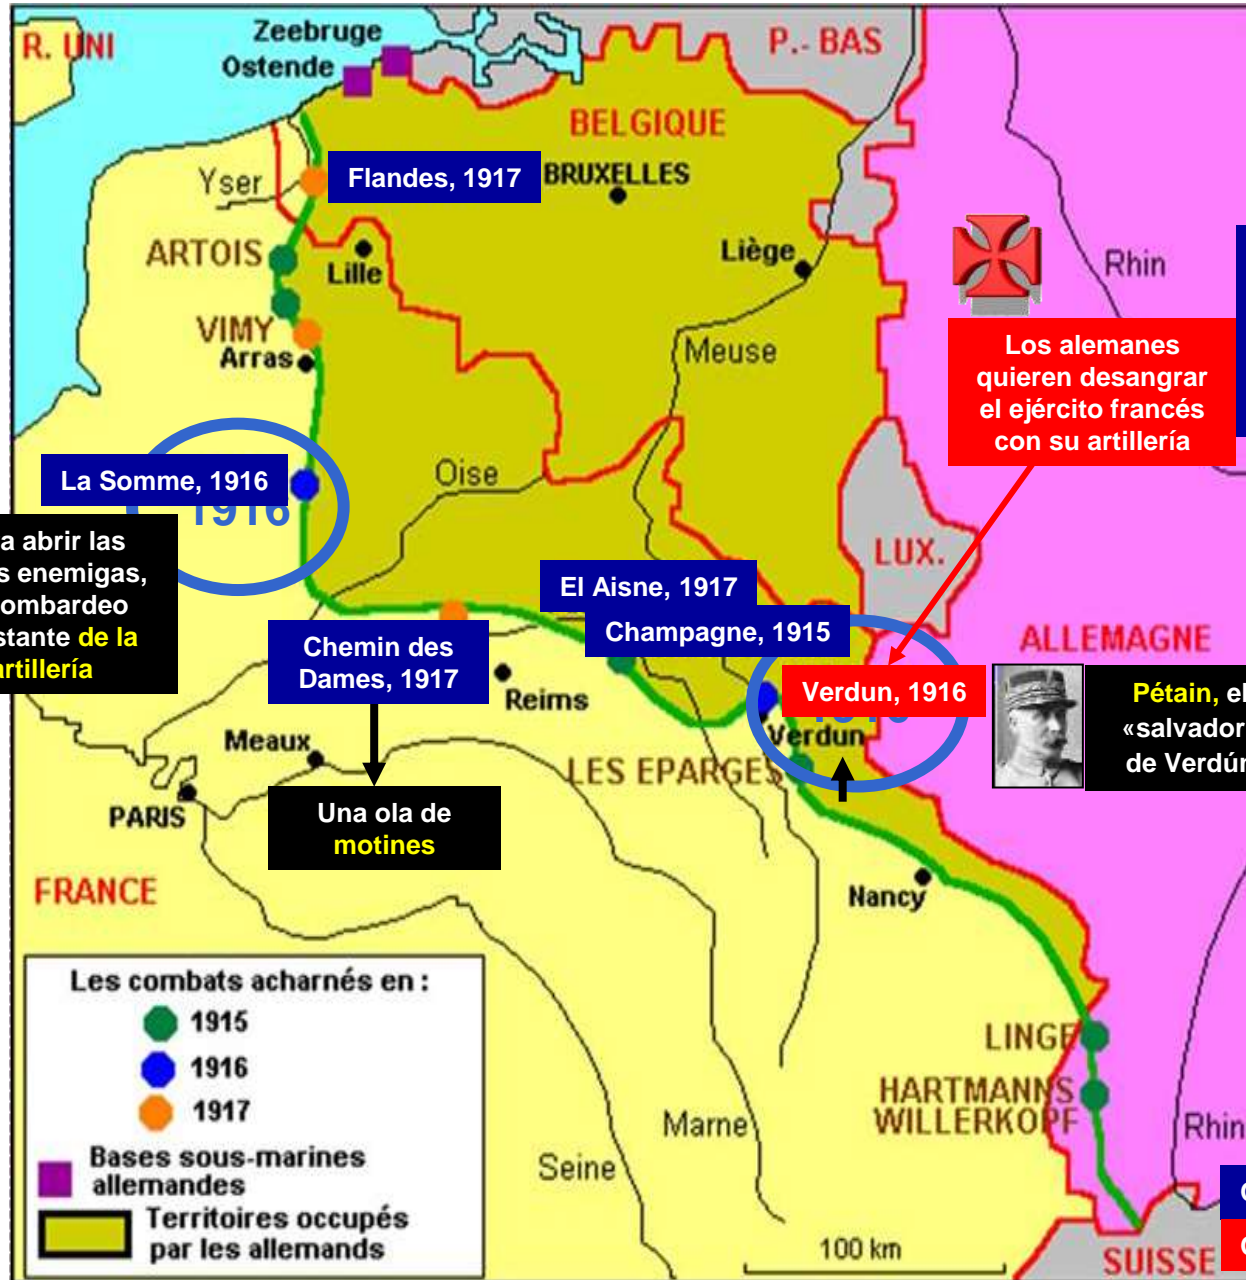 R. UNI
Zeebruge
Ostende
P.- BAS
BELGIQUE
Yser
Flandes, 1917
BRUXELLES
ARTOIS
Lille
Liège
Rhin
VIMY
Arras
Meuse
Los alemanes
quieren desangrar
el ejército francés
con su artillería
La Somme, 1916
1916
Oise
a abrir las
s enemigas,
ombardeo
stante de la
artillería
LUX.
El Aisne, 1917
Champagne, 1915
Chemin des
Dames, 1917
Reims
ALLEMAGNE
Verdun, 1916
Verdun
Pétain, el
«salvador
de Verdún
Meaux
LES EPARGES
PARIS
Una ola de
motines
FRANCE
Nancy
Les combats acharnés en :
1915
1916
1917
Bases sous-marines
allemandes
Territoires occupés
par les allemands
LINGE
HARTMANNS
WILLERKOPF
Marne
Seine
Rhin
100 km
SUISSE